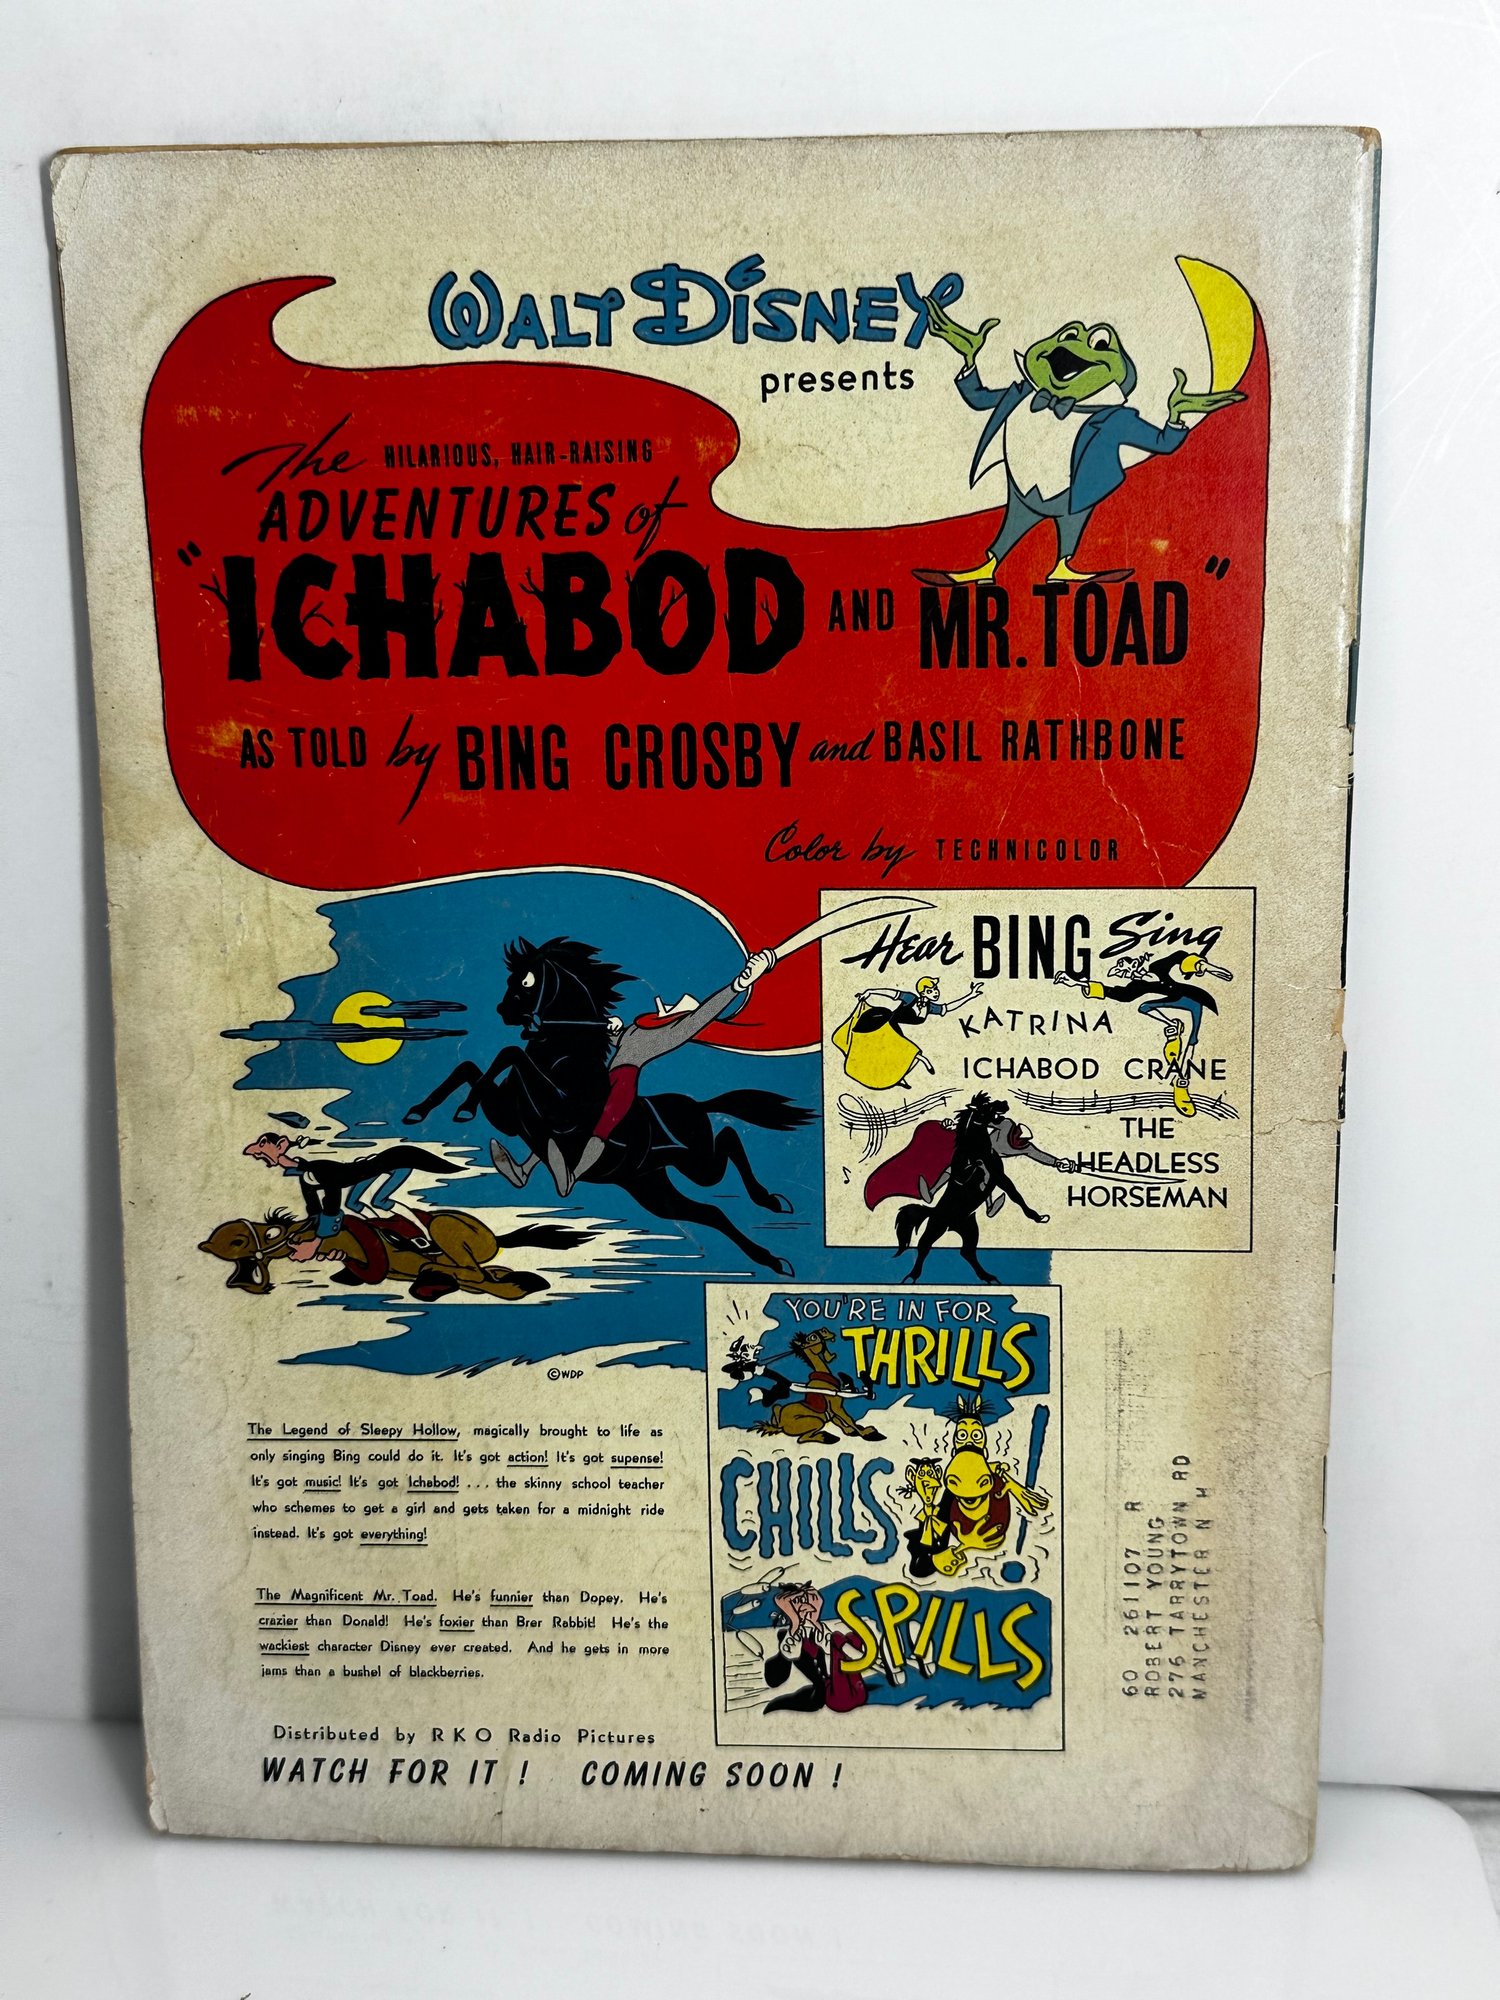 WALT DISNEY
presents
The HILARIOUS, HAIR-RAISING
ADVENTURES of
"ICHABOD AND MR. TOAD"
AS TOLD by BING CROSBY and BASIL RATHBONE
Color by TECHNICOLOR
Hear BING Sing
KATRINA
ICHABOD CRANE
THE
HEADLESS
HORSEMAN
©WDP
YOU'RE IN FOR
THRILLS
CHILLS!
SPILLS
The Legend of Sleepy Hollow, magically brought to life as
only singing Bing could do it. It's got action! It's got supense!
It's got music! It's got Ichabod! . . . the skinny school teacher
who schemes to get a girl and gets taken for a midnight ride
instead. It's got everything!
The Magnificent Mr. Toad. He's funnier than Dopey. He's
crazier than Donald! He's foxier than Brer Rabbit! He's the
wackiest character Disney ever created. And he gets in more
jams than a bushel of blackberries.
Distributed by RKO Radio Pictures
WATCH FOR IT ! COMING SOON !
60 261107 R
ROBERT YOUNG
276 TARRYTOWN RD
MANCHESTER N H